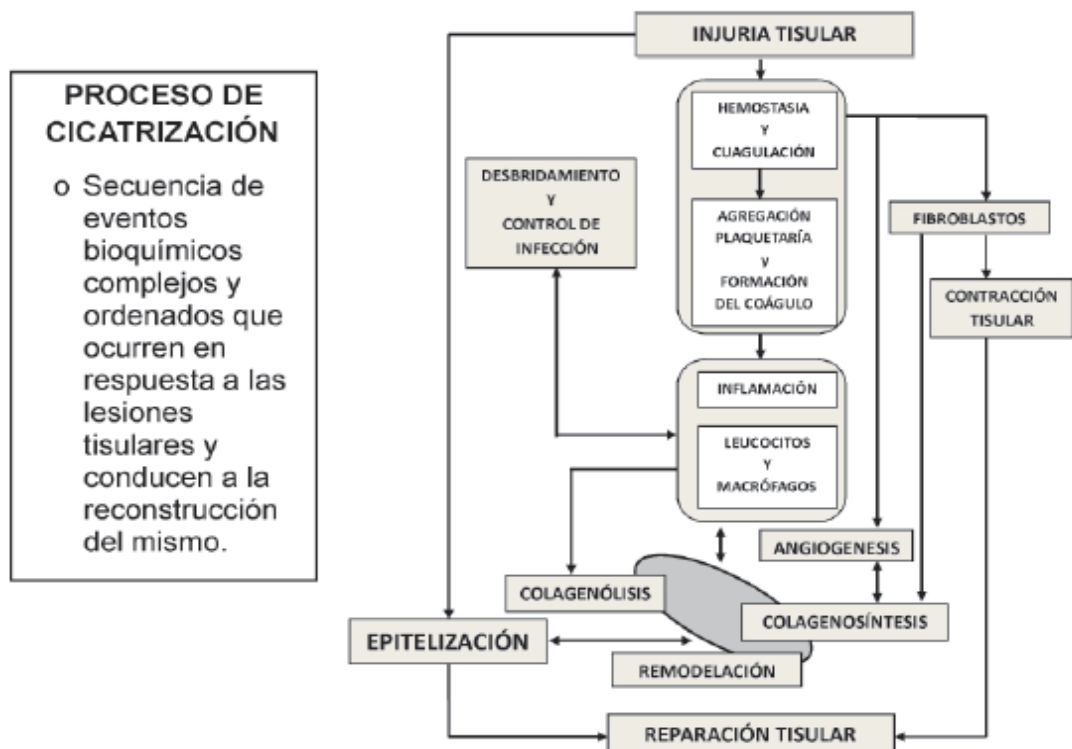 PROCESO DE
CICATRIZACIÓN
o Secuencia de
eventos
bioquímicos
complejos y
ordenados que
ocurren en
respuesta a las
lesiones
tisulares y
conducen a la
reconstrucción
del mismo.
INJURIA TISULAR
HEMOSTASIA
Y
CUAGULACIÓN
DESBRIDAMIENTO
Y
CONTROL DE
INFECCIÓN
AGREGACIÓN
PLAQUETARÍA
y
FORMACIÓN
DEL COÁGULO
FIBROBLASTOS
CONTRACCIÓN
TISULAR
INFLAMACIÓN
LEUCOCITOS
Y
MACRÓFAGOS
ANGIOGENESIS
COLAGENÓLISIS
COLAGENOSÍNTESIS
EPITELIZACIÓN
REMODELACIÓN
REPARACIÓN TISULAR